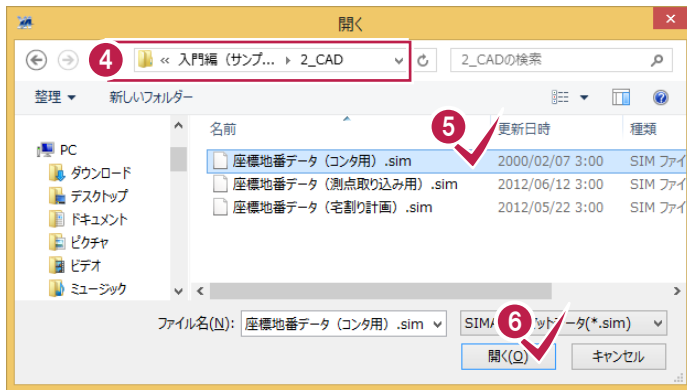 開く
4
« 入門編（サンプ... 2_CAD
2_CADの検索
整理 新しいフォルダー
名前 更新日時 種類
5
PC
ダウンロード
デスクトップ
ドキュメント
ピクチャ
ビデオ
ミュージック
座標地番データ（コンタ用）.sim 2000/02/07 3:00 SIM ファイ
座標地番データ（測点取り込み用）.sim 2012/06/12 3:00 SIM ファイ
座標地番データ（宅割り計画）.sim 2012/05/22 3:00 SIM ファイ
ファイル名(N): 座標地番データ（コンタ用）.sim SIMA データ(*.sim)
6
開く(O) キャンセル